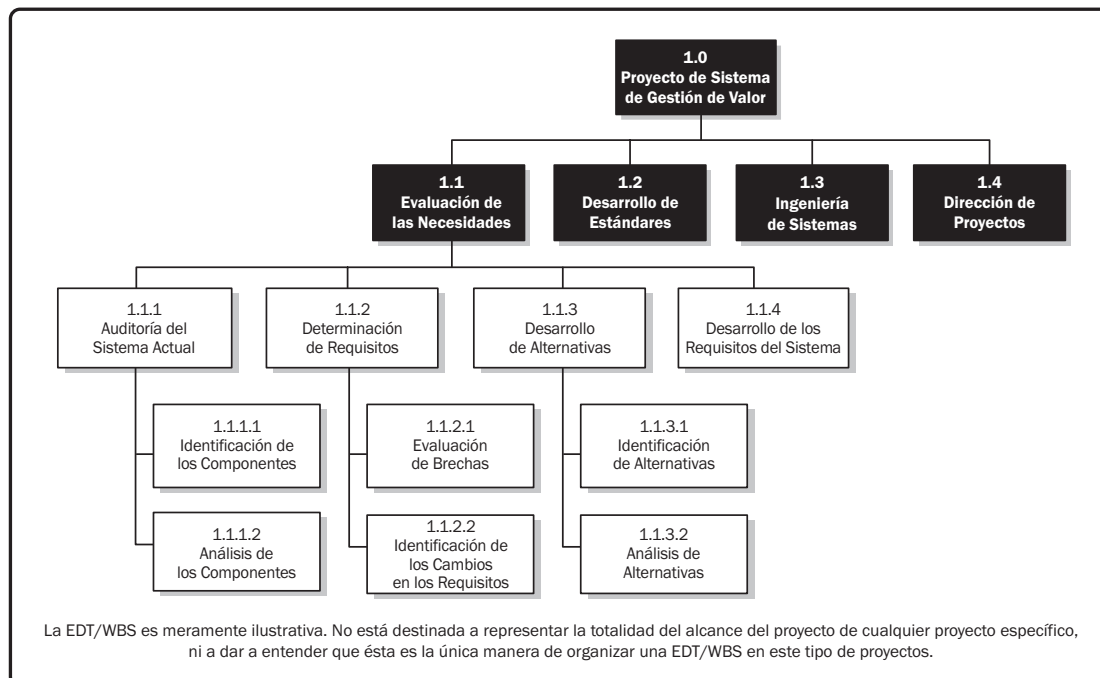 1.0
Proyecto de Sistema
de Gestión de Valor
1.1
Evaluación de
las Necesidades
1.2
Desarrollo de
Estándares
1.3
Ingeniería
de Sistemas
1.4
Dirección de
Proyectos
1.1.1
Auditoría del
Sistema Actual
1.1.2
Determinación
de Requisitos
1.1.3
Desarrollo
de Alternativas
1.1.4
Desarrollo de los
Requisitos del Sistema
1.1.1.1
Identificación de
los Componentes
1.1.2.1
Evaluación
de Brechas
1.1.3.1
Identificación
de Alternativas
1.1.1.2
Análisis de
los Componentes
1.1.2.2
Identificación de
los Cambios
en los Requisitos
1.1.3.2
Análisis de
Alternativas
La EDT/WBS es meramente ilustrativa. No está destinada a representar la totalidad del alcance del proyecto de cualquier proyecto específico,
ni a dar a entender que ésta es la única manera de organizar una EDT/WBS en este tipo de proyectos.